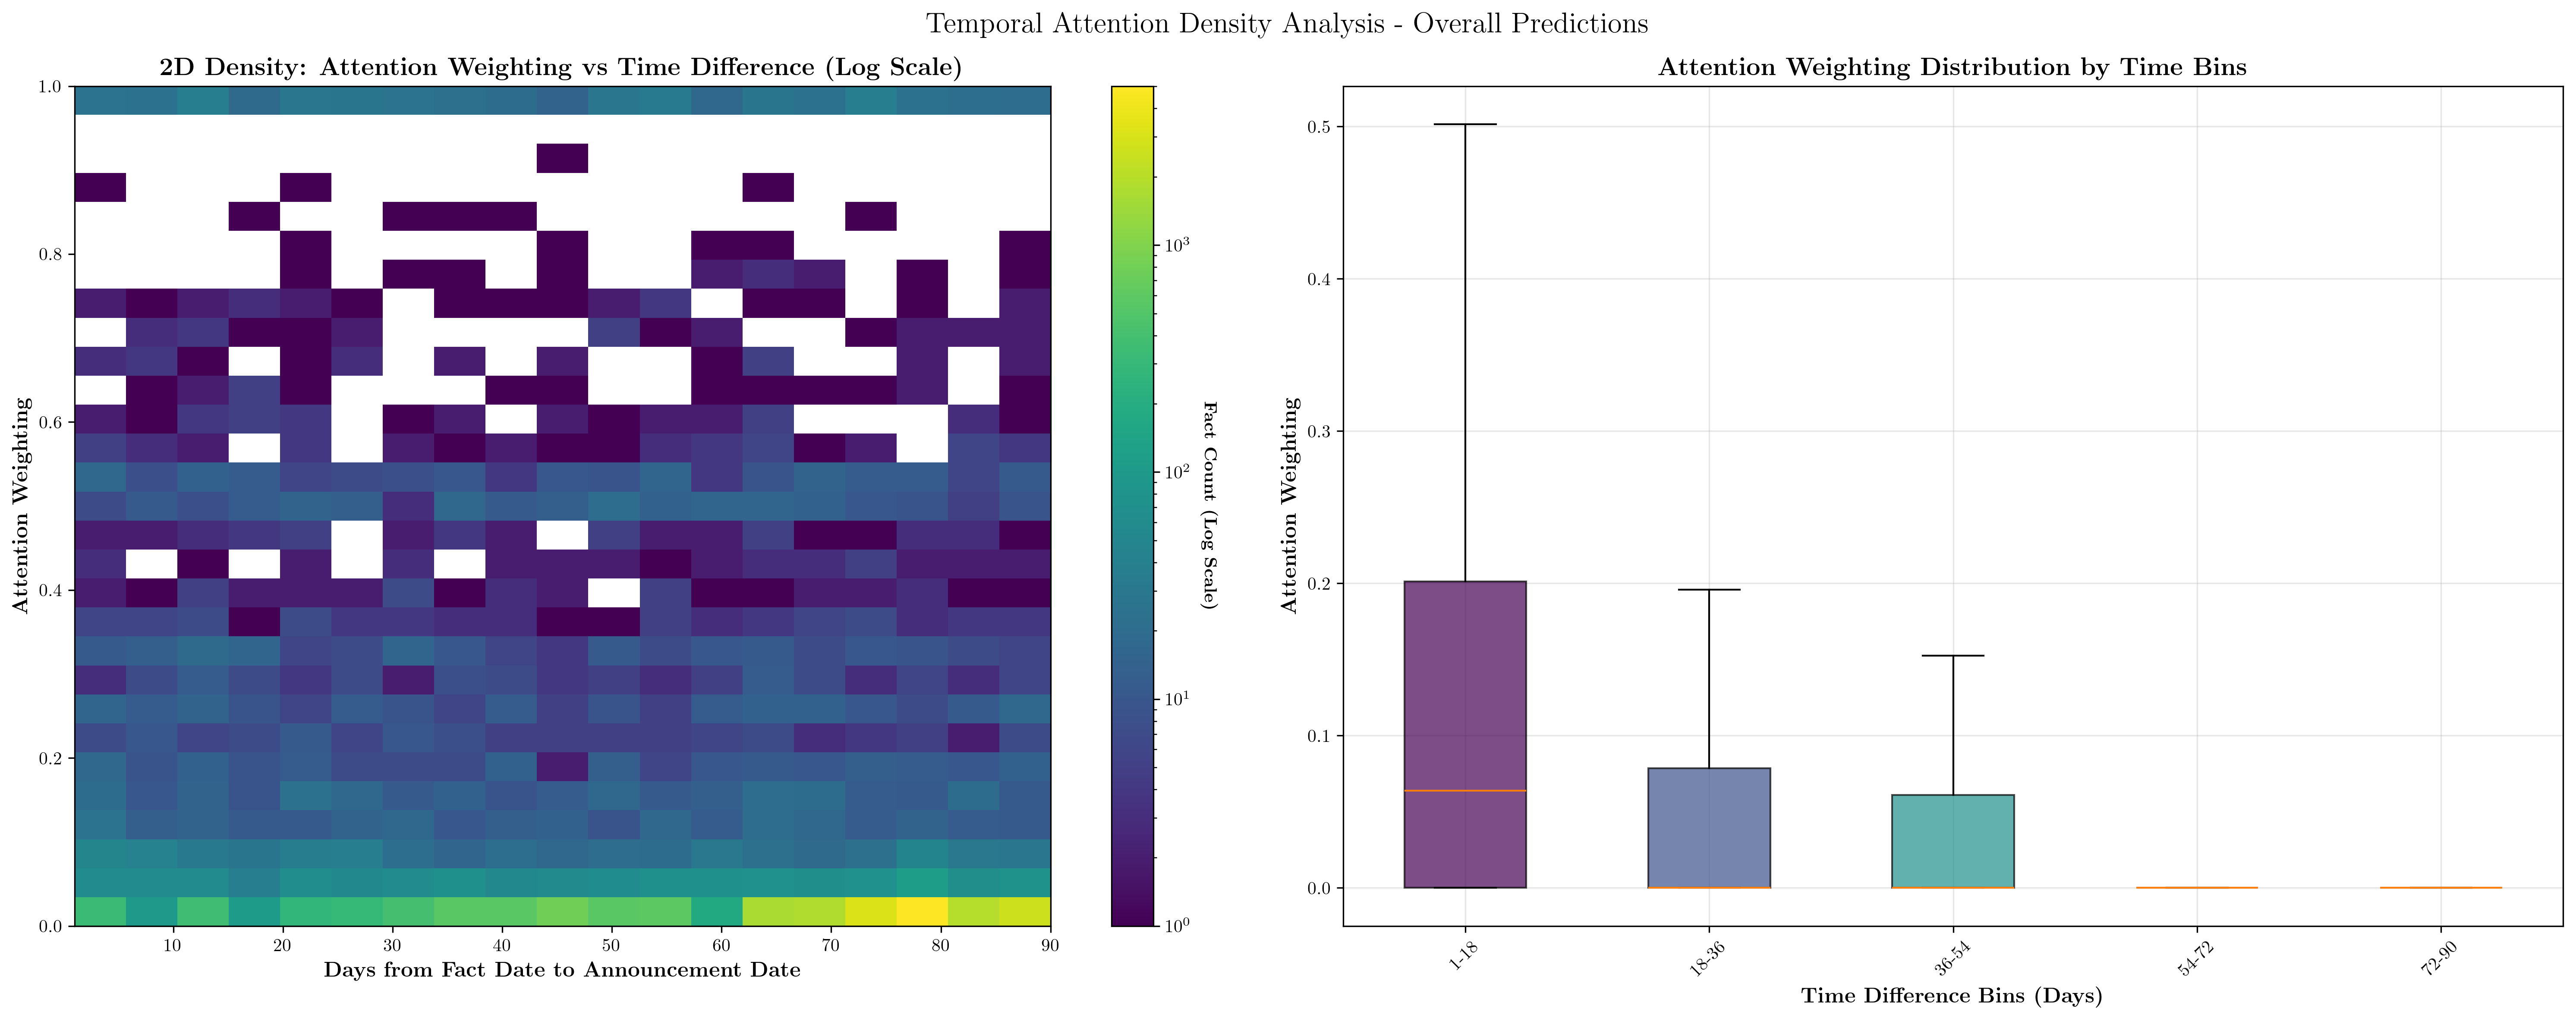 Temporal Attention Density Analysis - Overall Predictions
2D Density: Attention Weighting vs Time Difference (Log Scale)
Attention Weighting
1.0
0.8
0.6
0.4
0.2
0.0
10 20 30 40 50 60 70 80 90
Days from Fact Date to Announcement Date
10³
10²
10¹
10⁰
Fact Count (Log Scale)
Attention Weighting Distribution by Time Bins
Attention Weighting
0.5
0.4
0.3
0.2
0.1
0.0
1-18 18-36 36-54 54-72 72-90
Time Difference Bins (Days)